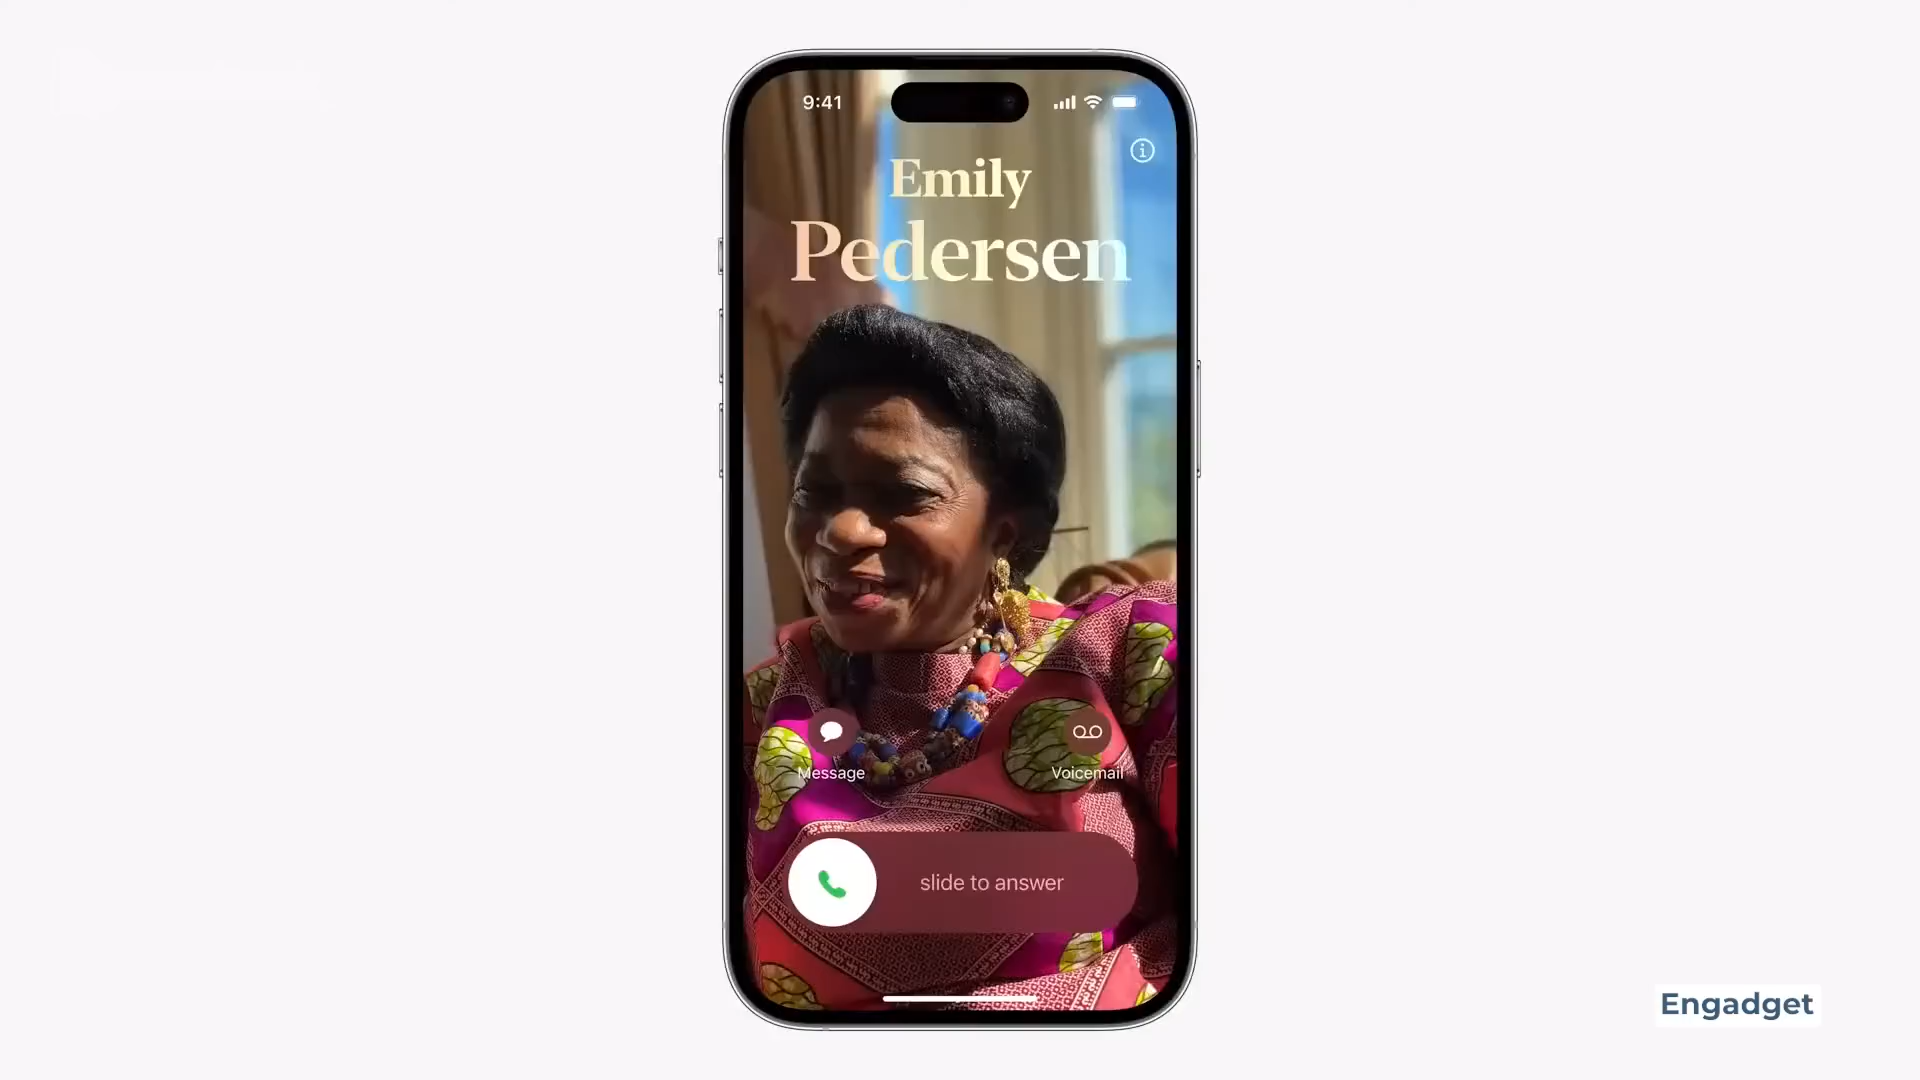 9:41
Emily
Pedersen
Message
Voicemail
slide to answer
Engadget